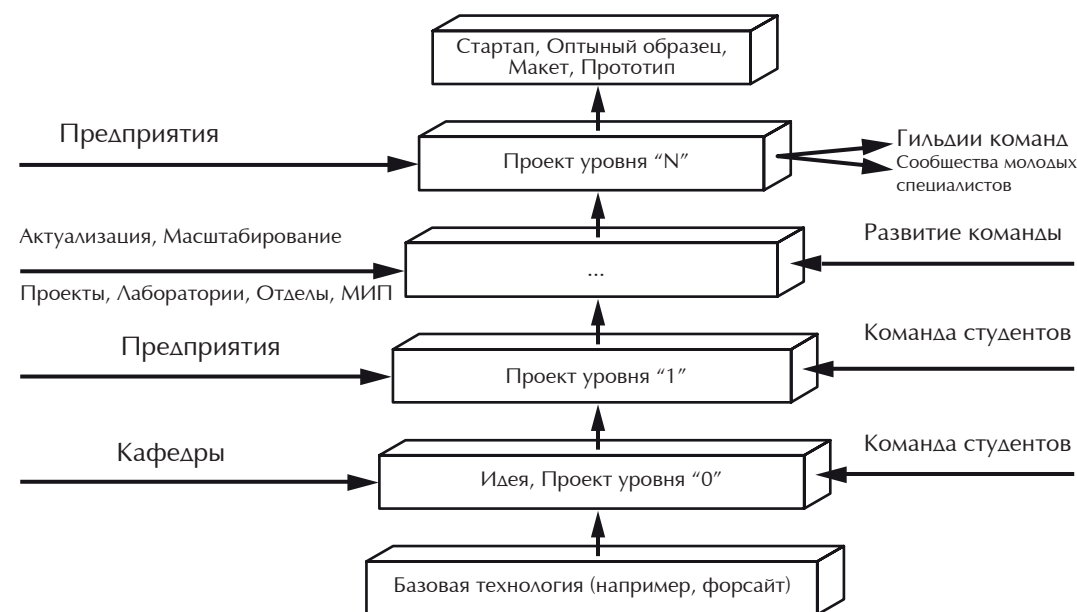 Стартап, Оптыный образец,
Макет, Прототип
Предприятия
Проект уровня “N”
Гильдии команд
Сообщества молодых
специалистов
Актуализация, Масштабирование
Проекты, Лаборатории, Отделы, МИП
...
Развитие команды
Предприятия
Проект уровня “1”
Команда студентов
Кафедры
Идея, Проект уровня “0”
Команда студентов
Базовая технология (например, форсайт)